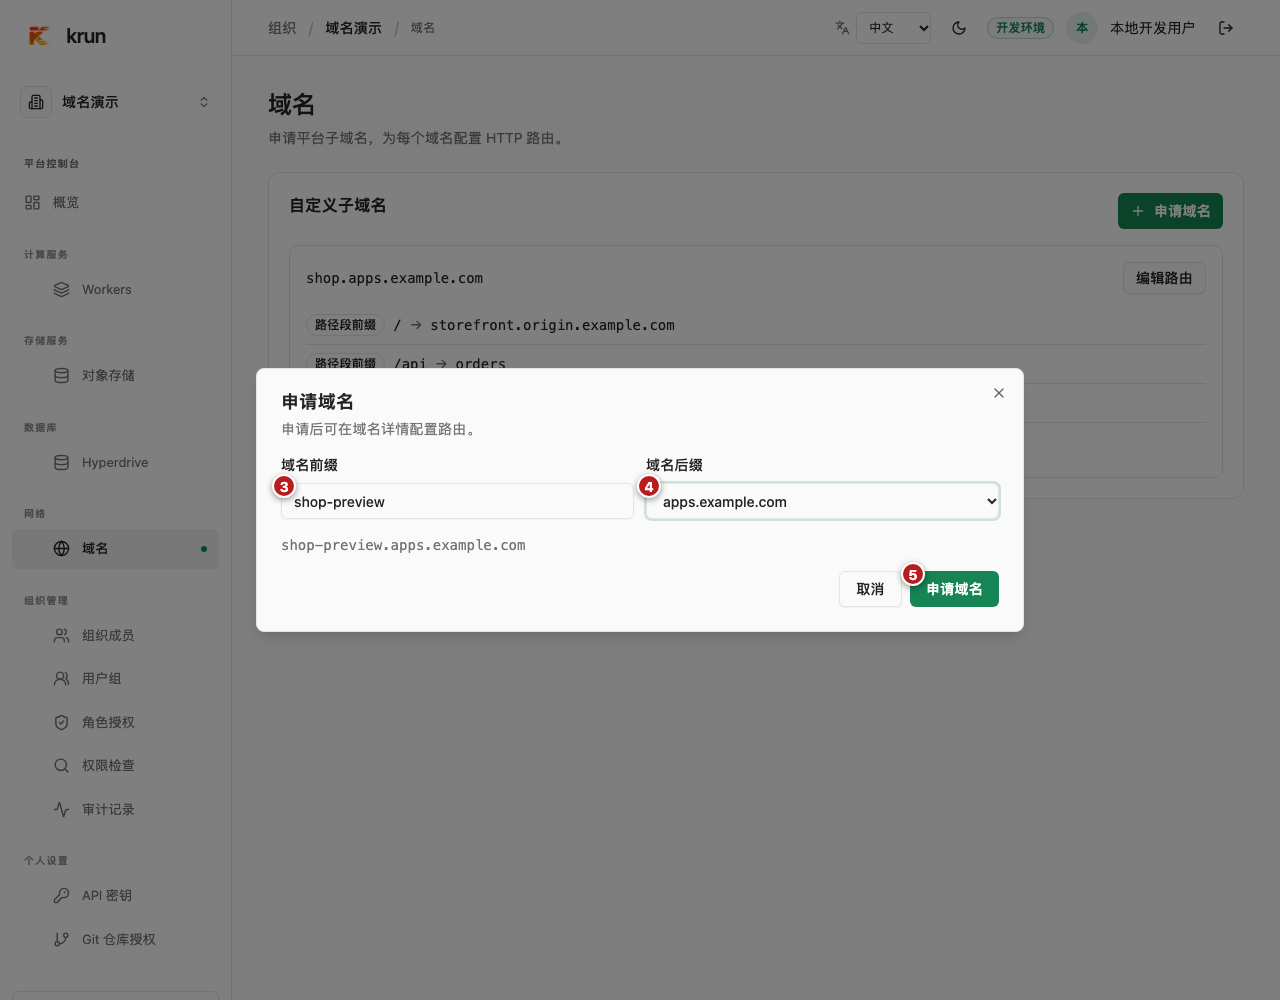 krun
组织 / 域名演示 / 域名
中文
开发环境
本
本地开发用户
域名演示
平台控制台
概览
计算服务
Workers
存储服务
对象存储
数据库
Hyperdrive
网络
域名
组织管理
组织成员
用户组
角色授权
权限检查
审计记录
个人设置
API 密钥
Git 仓库授权
域名
申请平台子域名，为每个域名配置 HTTP 路由。
自定义子域名
+ 申请域名
shop.apps.example.com
编辑路由
路径段前缀 / → storefront.origin.example.com
路径段前缀 /api → orders
申请域名
申请后可在域名详情配置路由。
域名前缀
域名后缀
3
shop-preview
4
apps.example.com
shop-preview.apps.example.com
取消
5
申请域名